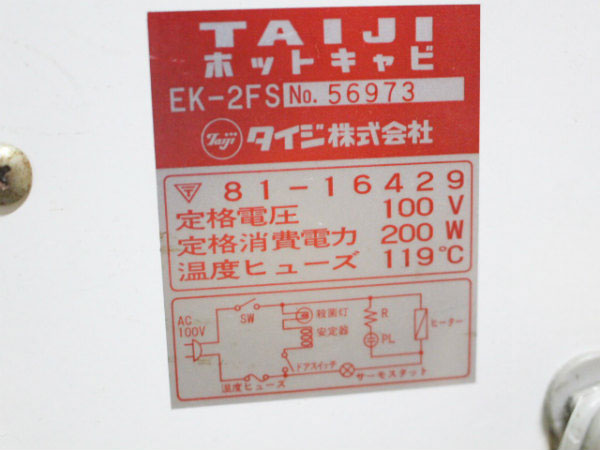 TAIJI
ホットキャビ
EK-2FS No. 56973
Taiji タイジ株式会社
〒 81-16429
定格電圧 100 V
定格消費電力 200 W
温度ヒューズ 119℃
AC
100V
SW
殺菌灯
安定器
R
PL
ヒーター
ドアスイッチ
サーモスタット
温度ヒューズ